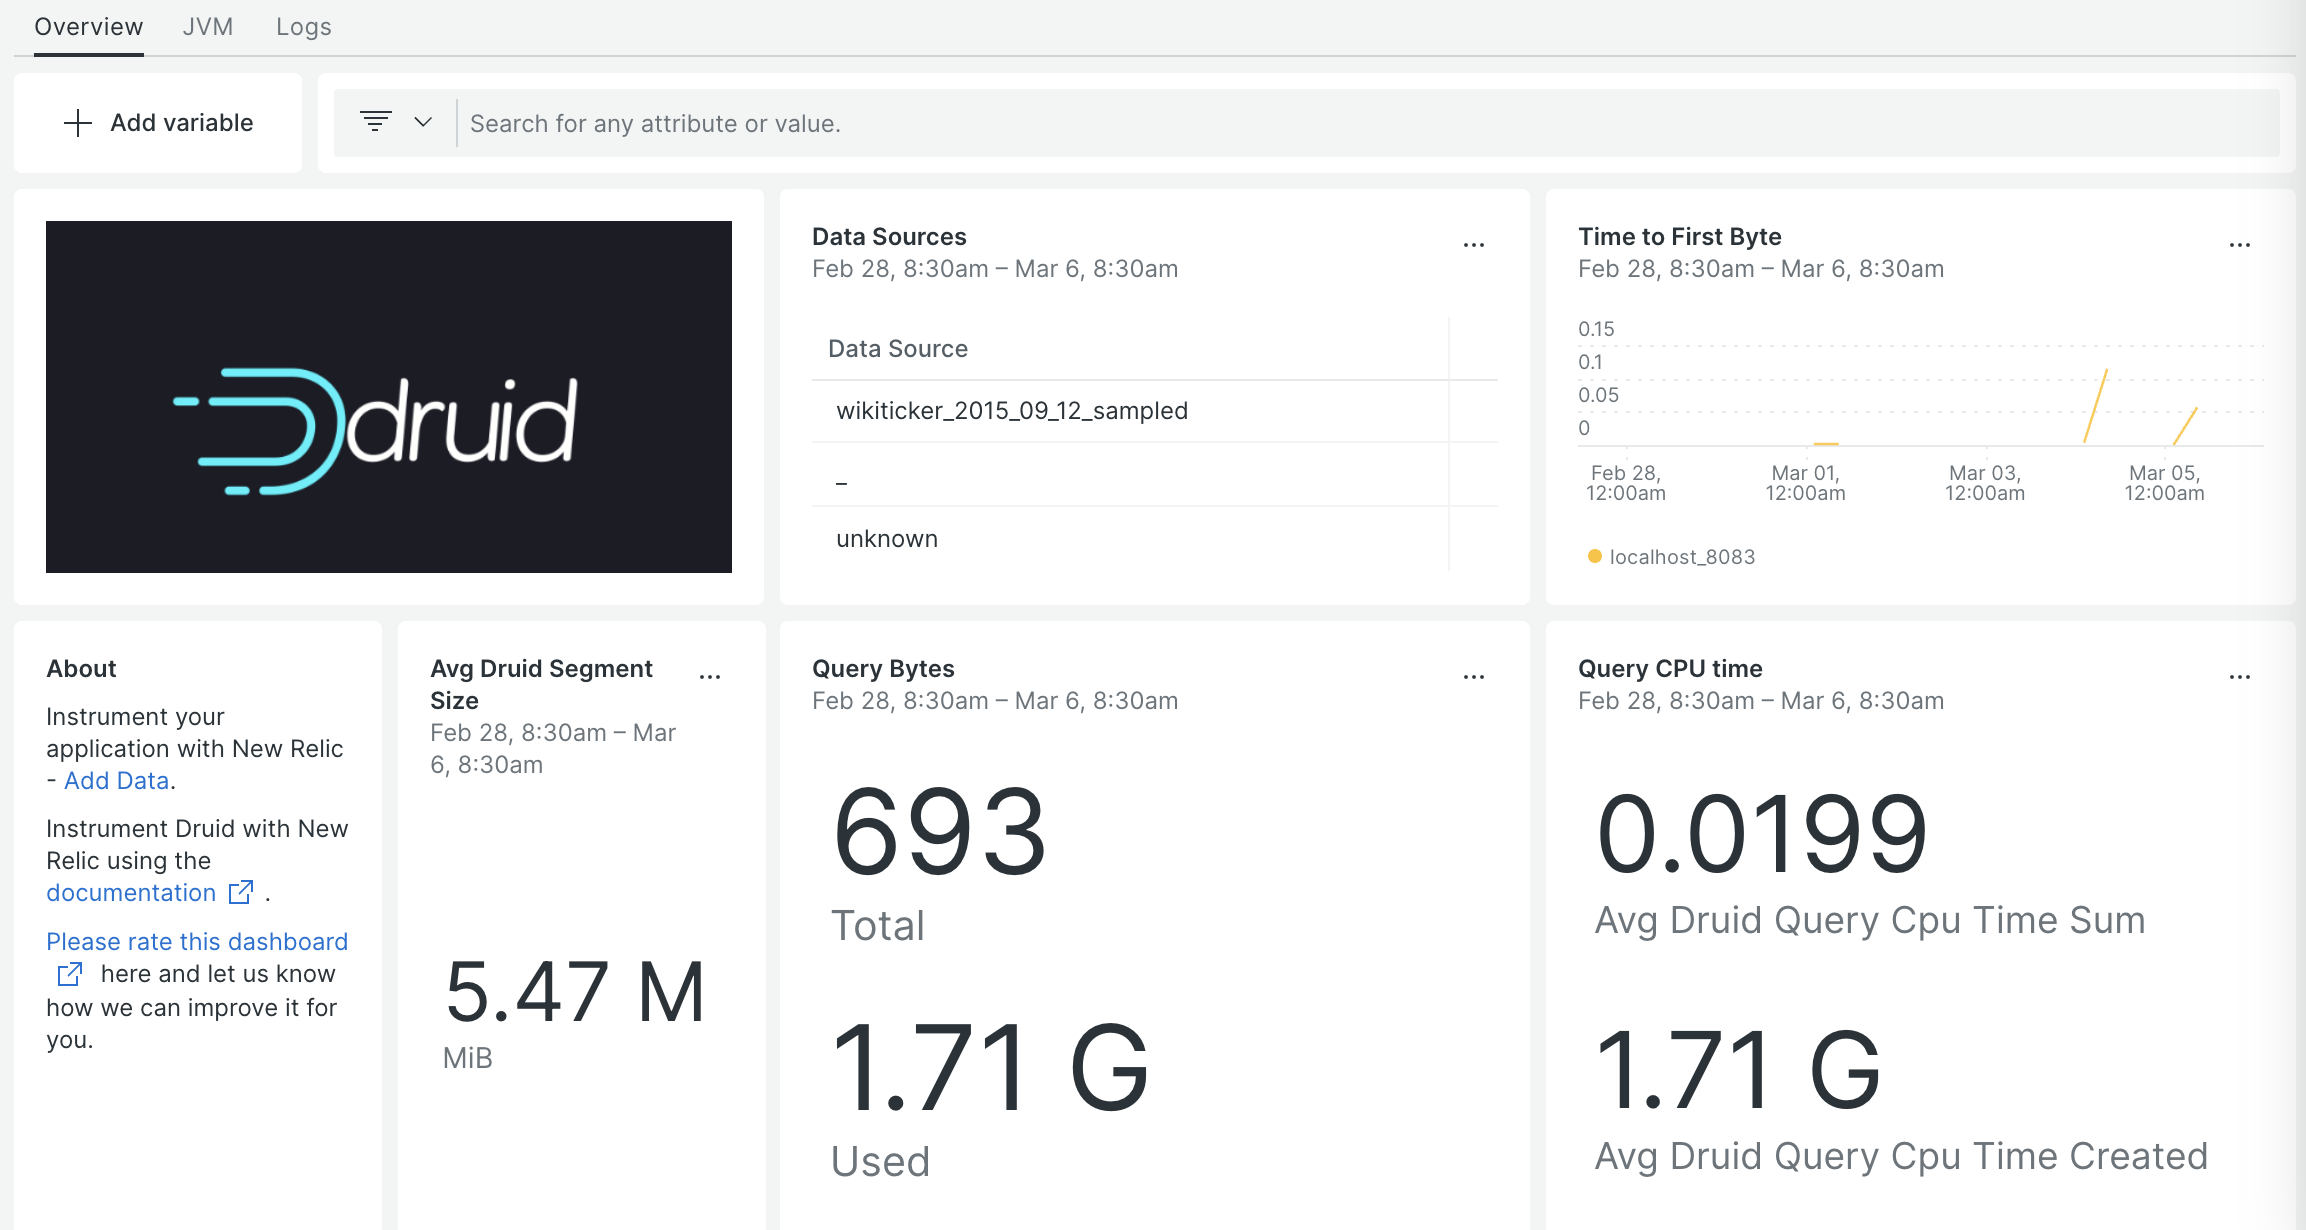 Overview JVM Logs
Add variable
Search for any attribute or value.
druid
Data Sources
Feb 28, 8:30am – Mar 6, 8:30am
...
Data Source
wikiticker_2015_09_12_sampled
–
unknown
Time to First Byte
Feb 28, 8:30am – Mar 6, 8:30am
...
0.15
0.1
0.05
0
Feb 28,
12:00am
Mar 01,
12:00am
Mar 03,
12:00am
Mar 05,
12:00am
localhost_8083
About
Instrument your
application with New Relic
- Add Data.
Instrument Druid with New
Relic using the
documentation .
Please rate this dashboard
here and let us know
how we can improve it for
you.
Avg Druid Segment
Size
...
Feb 28, 8:30am – Mar
6, 8:30am
5.47 M
MiB
Query Bytes
Feb 28, 8:30am – Mar 6, 8:30am
...
693
Total
1.71 G
Used
Query CPU time
Feb 28, 8:30am – Mar 6, 8:30am
...
0.0199
Avg Druid Query Cpu Time Sum
1.71 G
Avg Druid Query Cpu Time Created